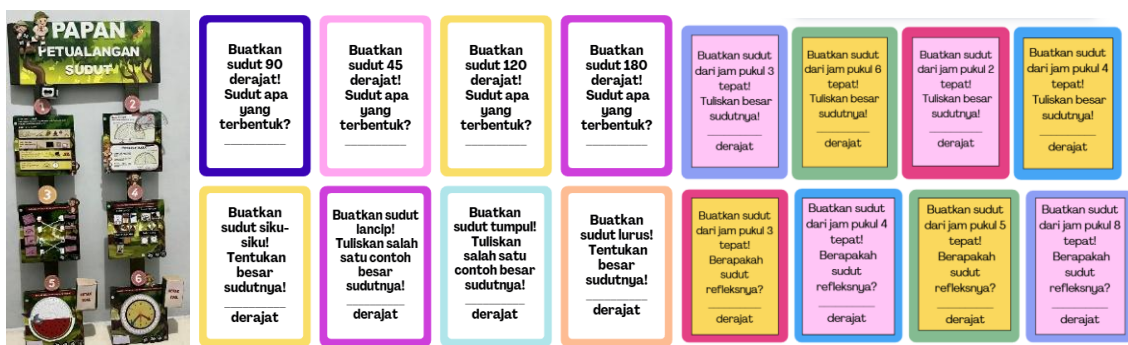 PAPAN
PETUALANGAN
SUDUT
1
2
3
4
5
6
Buatkan
sudut 90
derajat!
Sudut apa
yang
terbentuk?
Buatkan
sudut 45
derajat!
Sudut apa
yang
terbentuk?
Buatkan
sudut 120
derajat!
Sudut apa
yang
terbentuk?
Buatkan
sudut 180
derajat!
Sudut apa
yang
terbentuk?
Buatkan sudut
dari jam pukul 3
tepat!
Tuliskan besar
sudutnya!
derajat
Buatkan sudut
dari jam pukul 6
tepat!
Tuliskan besar
sudutnya!
derajat
Buatkan sudut
dari jam pukul 2
tepat!
Tuliskan besar
sudutnya!
derajat
Buatkan sudut
dari jam pukul 4
tepat!
Tuliskan besar
sudutnya!
derajat
Buatkan
sudut siku-
siku!
Tentukan
besar
sudutnya!
derajat
Buatkan sudut
lancip!
Tuliskan salah
satu contoh
besar
sudutnya!
derajat
Buatkan
sudut tumpul!
Tuliskan
salah satu
contoh besar
sudutnya!
derajat
Buatkan
sudut lurus!
Tentukan
besar
sudutnya!
derajat
Buatkan sudut
dari jam pukul 3
tepat!
Berapakah
sudut
refleksnya?
derajat
Buatkan sudut
dari jam pukul 4
tepat!
Berapakah
sudut
refleksnya?
derajat
Buatkan sudut
dari jam pukul 5
tepat!
Berapakah
sudut
refleksnya?
derajat
Buatkan sudut
dari jam pukul 8
tepat!
Berapakah
sudut
refleksnya?
derajat